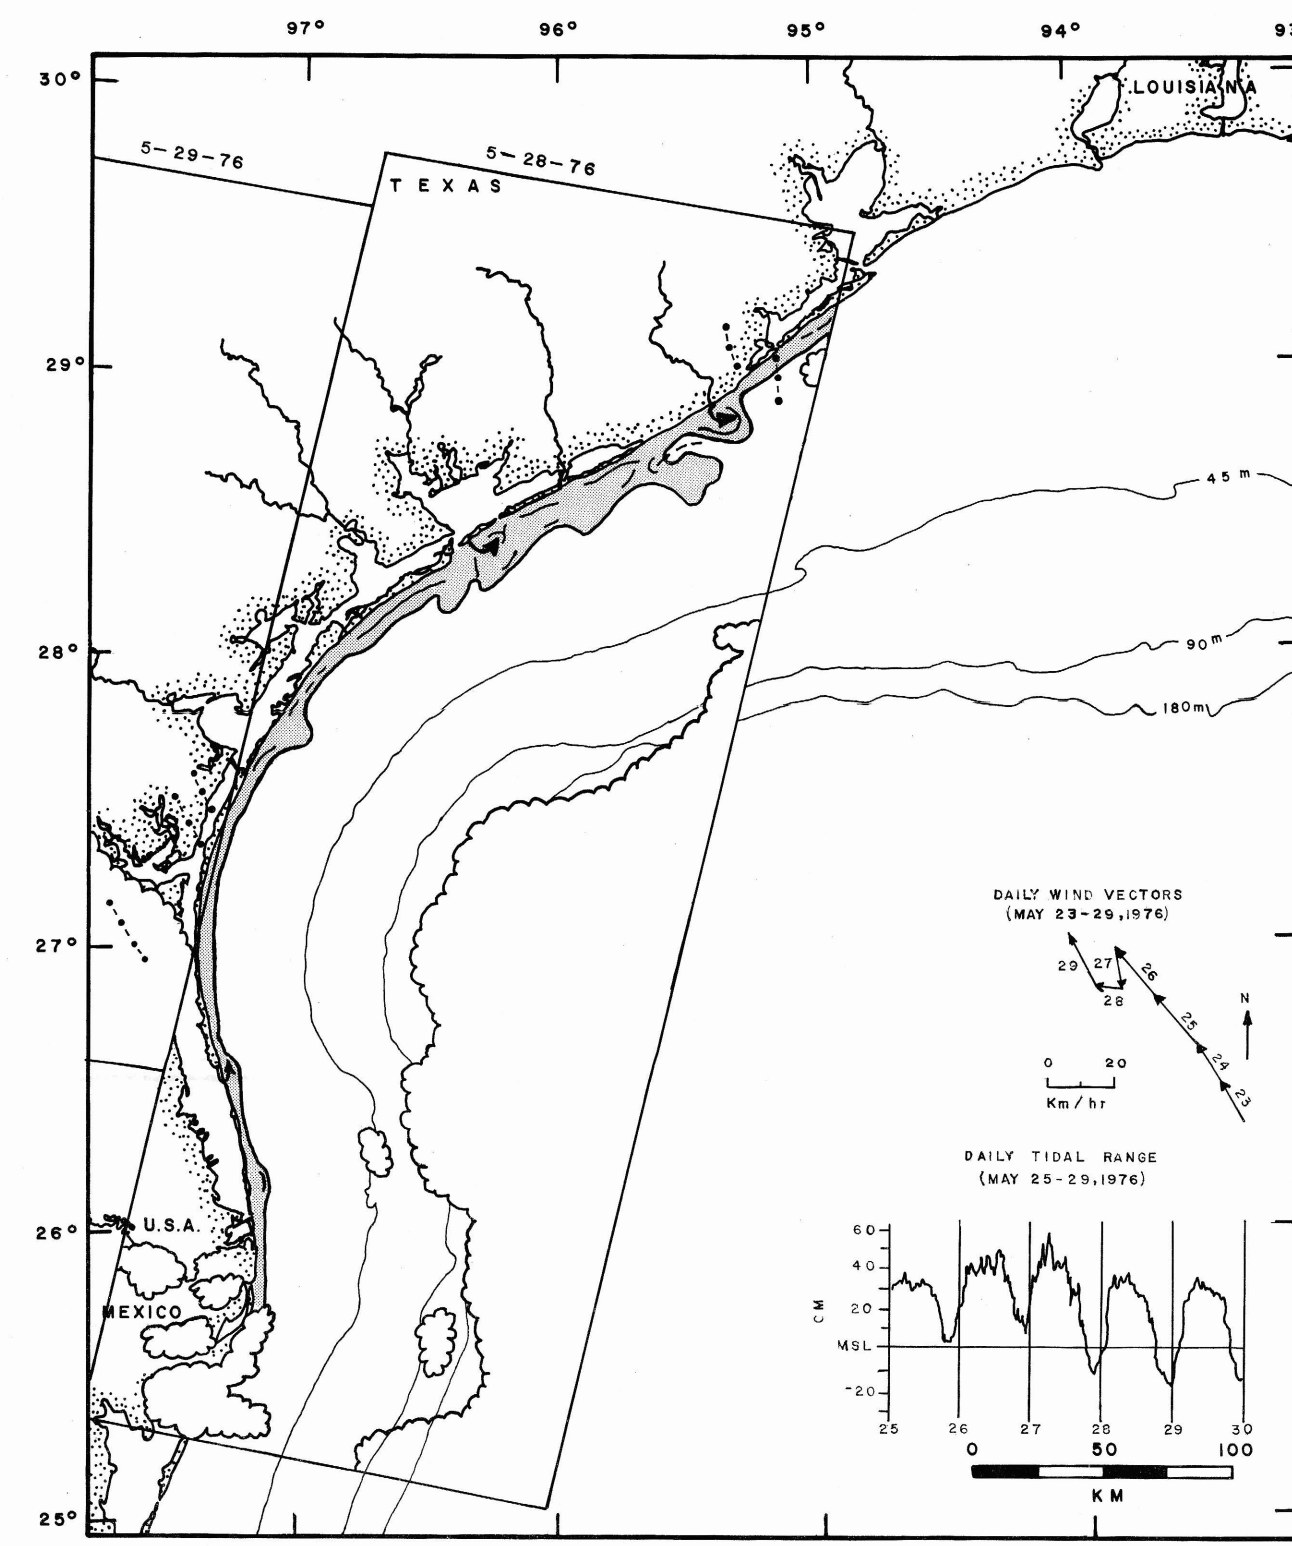 97° 96° 95° 94° 93
30°
LOUISIANA
5-29-76
5-28-76
TEXAS
29°
45 m
28°
90 m
180 m
27°
DAILY WIND VECTORS
(MAY 23-29, 1976)
29
27
26
28
25
24
23
N
0 20
Km/hr
26°
U.S.A.
MEXICO
DAILY TIDAL RANGE
(MAY 25-29, 1976)
60
40
20
CM
MSL
-20
25 26 27 28 29 30
0 50 100
KM
25°